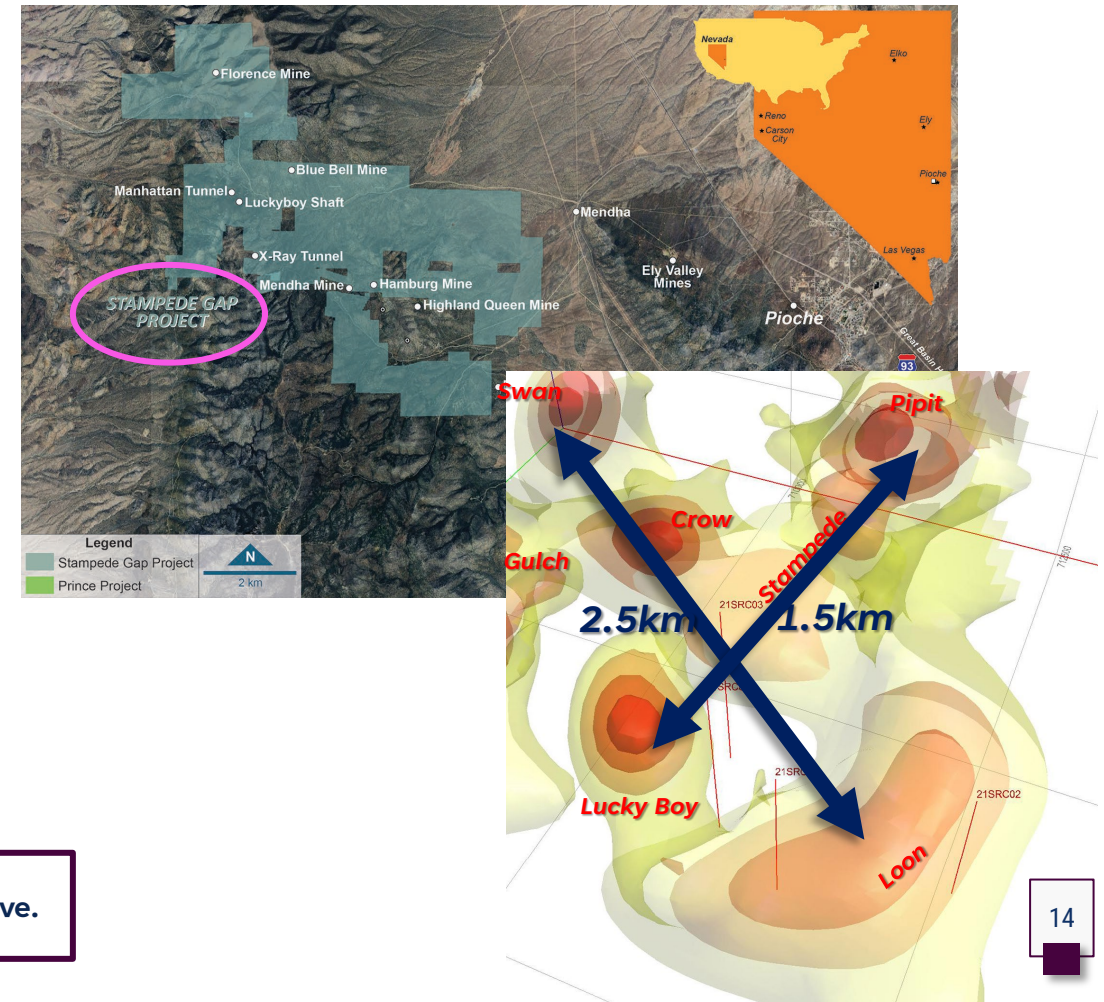 Nevada
Elko
Reno
Carson
City
Ely
Pioche
Las Vegas
Florence Mine
Blue Bell Mine
Manhattan Tunnel
Luckyboy Shaft
Mendha
X-Ray Tunnel
Ely Valley
Mines
Mendha Mine
Hamburg Mine
Highland Queen Mine
STAMPEDE GAP
PROJECT
Pioche
Great Basin
93
Legend
Stampede Gap Project
Prince Project
N
2 km
Swan
Pipit
Crow
Stampede
Gulch
712500
21SRC03
2.5km
1.5km
Lucky Boy
21SRC02
Loon
ve.
14